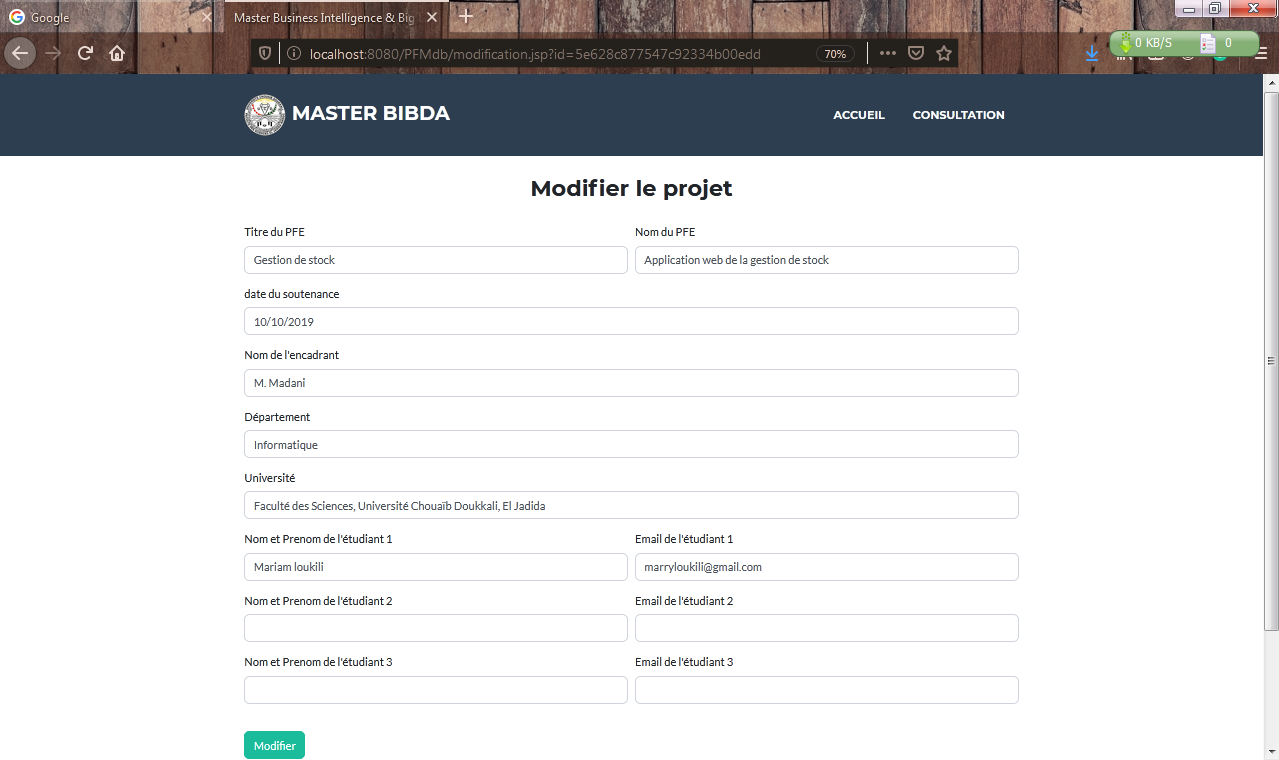 Google
Master Business Intelligence & Big
localhost:8080/PFMdb/modification.jsp?id=5e628c877547c92334b00edd
70%
0 KB/S
0
MASTER BIBDA
ACCUEIL
CONSULTATION
Modifier le projet
Titre du PFE
Nom du PFE
Gestion de stock
Application web de la gestion de stock
date du soutenance
10/10/2019
Nom de l'encadrant
M. Madani
Département
Informatique
Université
Faculté des Sciences, Université Chouaïb Doukkali, El Jadida
Nom et Prenom de l'étudiant 1
Email de l'étudiant 1
Mariam loukili
marryloukili@gmail.com
Nom et Prenom de l'étudiant 2
Email de l'étudiant 2
Nom et Prenom de l'étudiant 3
Email de l'étudiant 3
Modifier